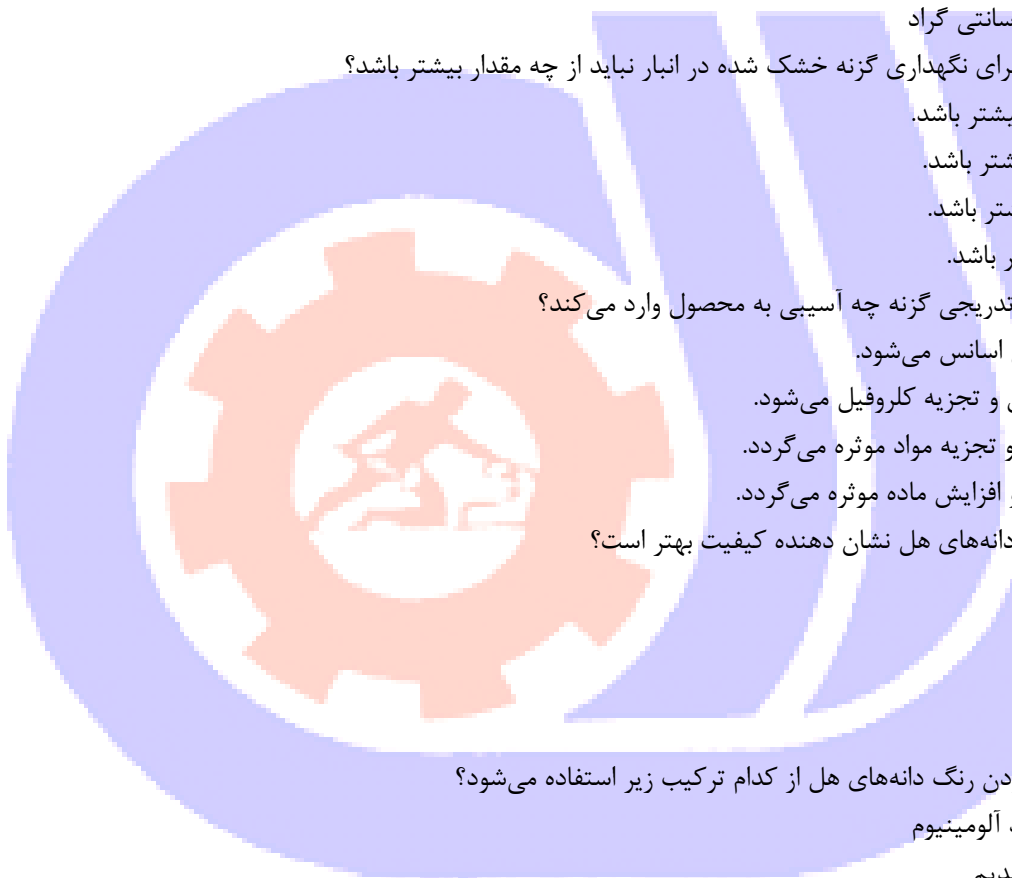 سانتی گراد
رای نگهداری گزنه خشک شده در انبار نباید از چه مقدار بیشتر باشد؟
یشتر باشد.
شتر باشد.
ستر باشد.
ر باشد.
تدریجی گزنه چه آسیبی به محصول وارد می‌کند؟
اسانس می‌شود.
و تجزیه کلروفیل می‌شود.
و تجزیه مواد موثره می‌گردد.
افزایش ماده موثره می‌گردد.
دانه‌های هل نشان دهنده کیفیت بهتر است؟
دن رنگ دانه‌های هل از کدام ترکیب زیر استفاده می‌شود؟
آلومینیوم